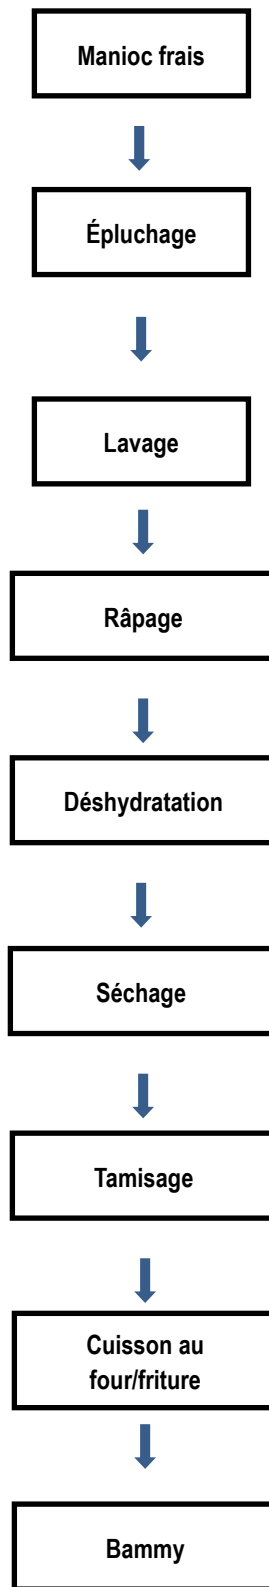 Manioc frais
Épluchage
Lavage
Râpage
Déshydratation
Séchage
Tamisage
Cuisson au
four/friture
Bammy